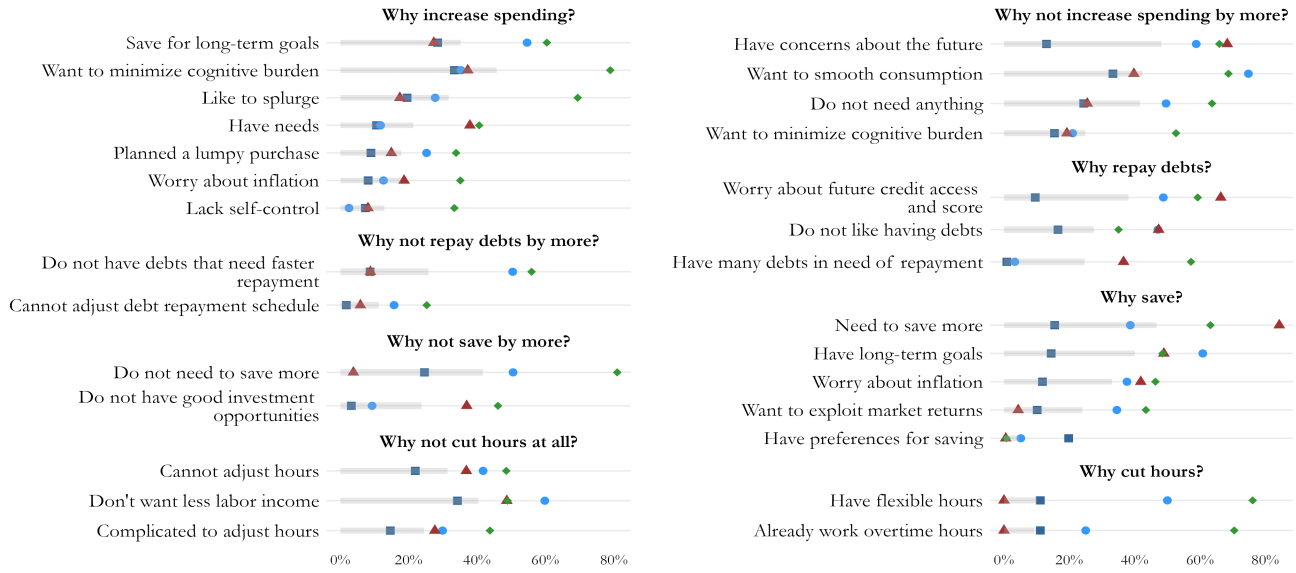 Why increase spending?
Save for long-term goals
Want to minimize cognitive burden
Like to splurge
Have needs
Planned a lumpy purchase
Worry about inflation
Lack self-control
Why not repay debts by more?
Do not have debts that need faster
repayment
Cannot adjust debt repayment schedule
Why not save by more?
Do not need to save more
Do not have good investment
opportunities
Why not cut hours at all?
Cannot adjust hours
Don't want less labor income
Complicated to adjust hours
0% 20% 40% 60% 80%
Why not increase spending by more?
Have concerns about the future
Want to smooth consumption
Do not need anything
Want to minimize cognitive burden
Why repay debts?
Worry about future credit access
and score
Do not like having debts
Have many debts in need of repayment
Why save?
Need to save more
Have long-term goals
Worry about inflation
Want to exploit market returns
Have preferences for saving
Why cut hours?
Have flexible hours
Already work overtime hours
0% 20% 40% 60% 80%